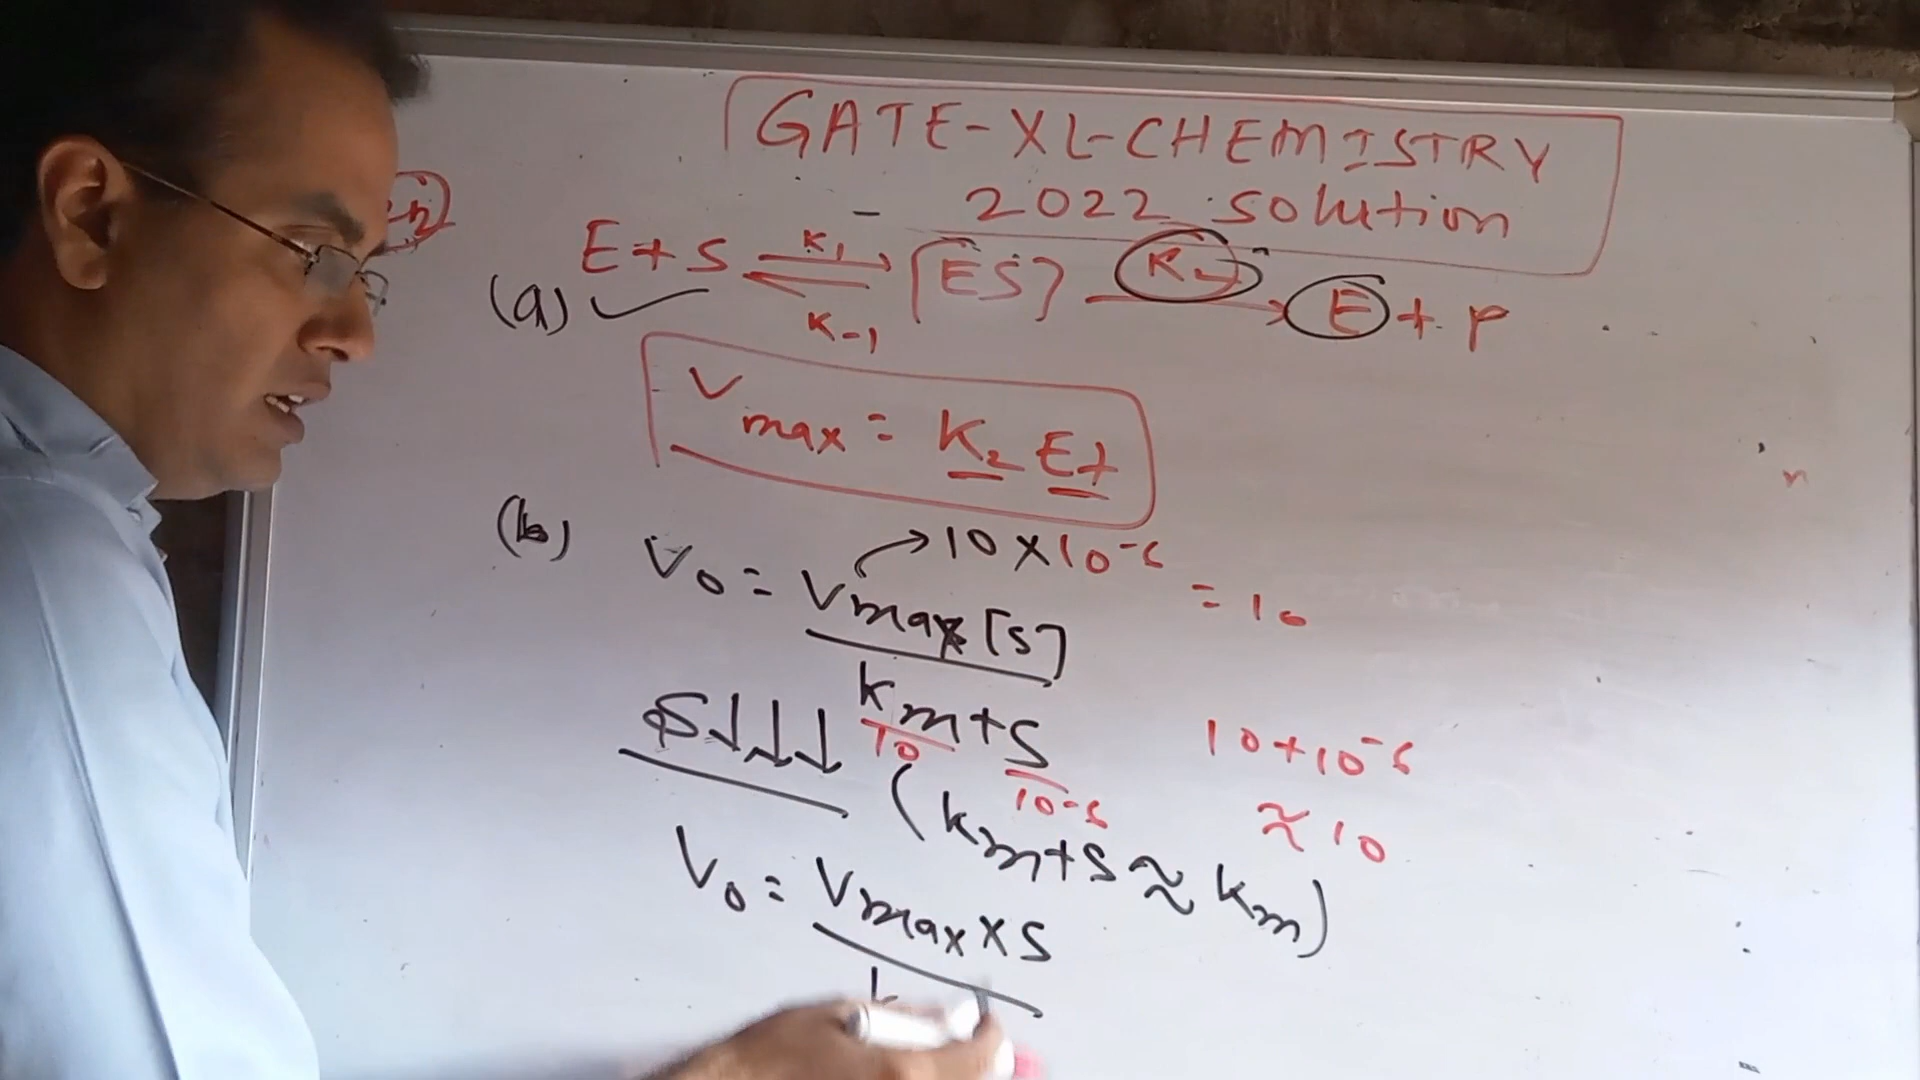 GATE-XL-CHEMISTRY
2022 solution
E+S K1 K-1 [ES] K2 E+P
(a)
Vmax = K2 Et
(b)
V0 = Vmax[S] / Km+S
10 × 10^-6 = 10
S↓↓↓
10
10^-6
10+10^-6
≈ 10
(Km+S ≈ Km)
V0 = Vmax×S